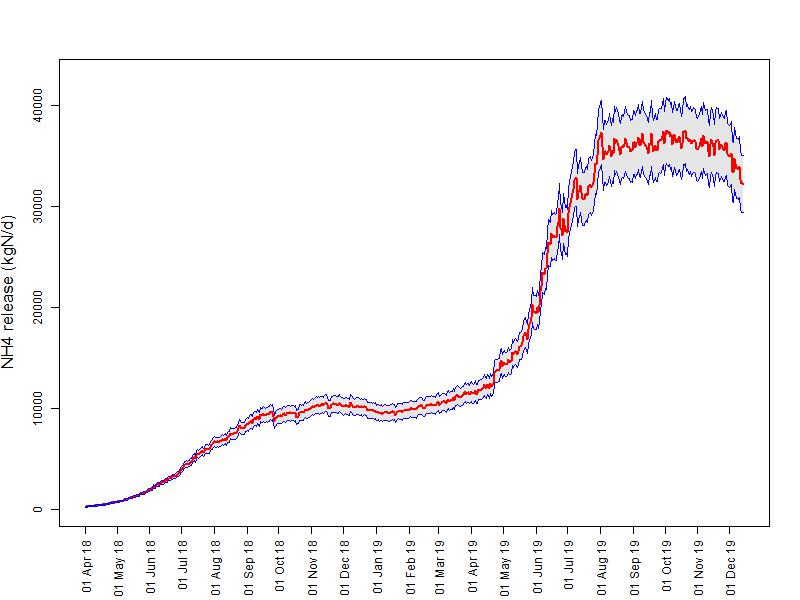 NH4 release (kgN/d)
40000
30000
20000
10000
0
01 Apr 18
01 May 18
01 Jun 18
01 Jul 18
01 Aug 18
01 Sep 18
01 Oct 18
01 Nov 18
01 Dec 18
01 Jan 19
01 Feb 19
01 Mar 19
01 Apr 19
01 May 19
01 Jun 19
01 Jul 19
01 Aug 19
01 Sep 19
01 Oct 19
01 Nov 19
01 Dec 19